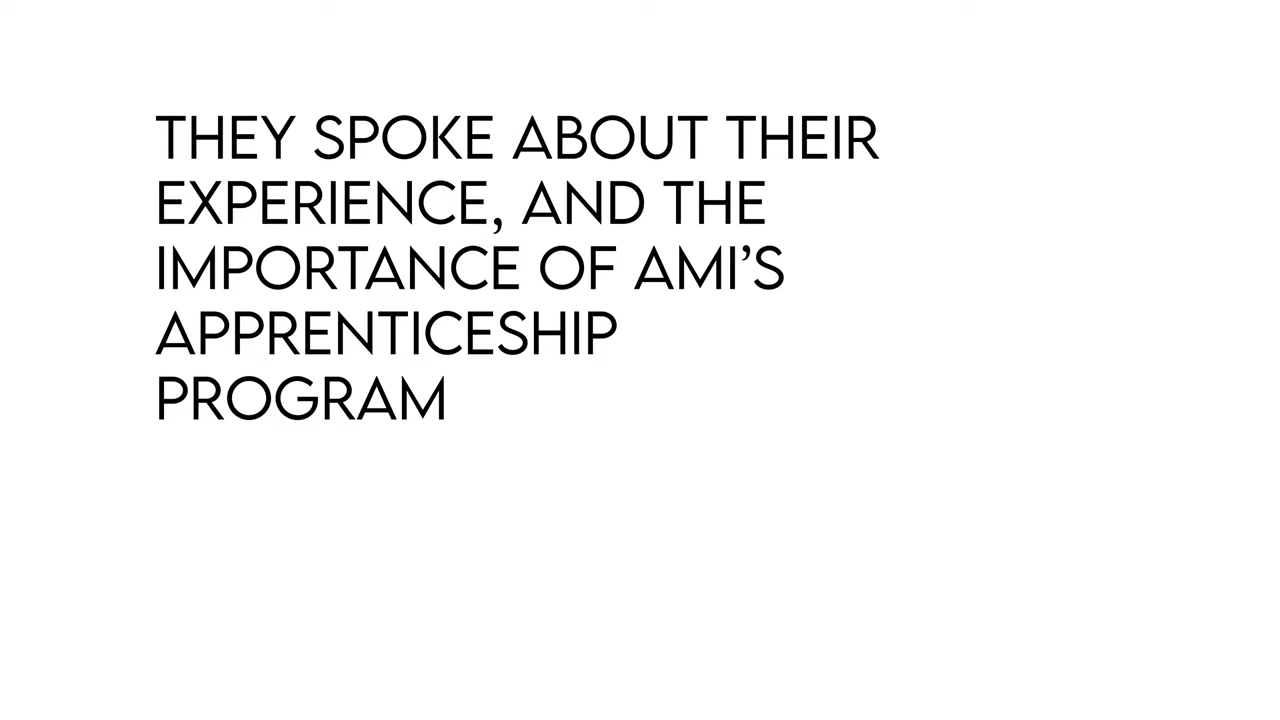 THEY SPOKE ABOUT THEIR
EXPERIENCE, AND THE
IMPORTANCE OF AMI’S
APPRENTICESHIP
PROGRAM